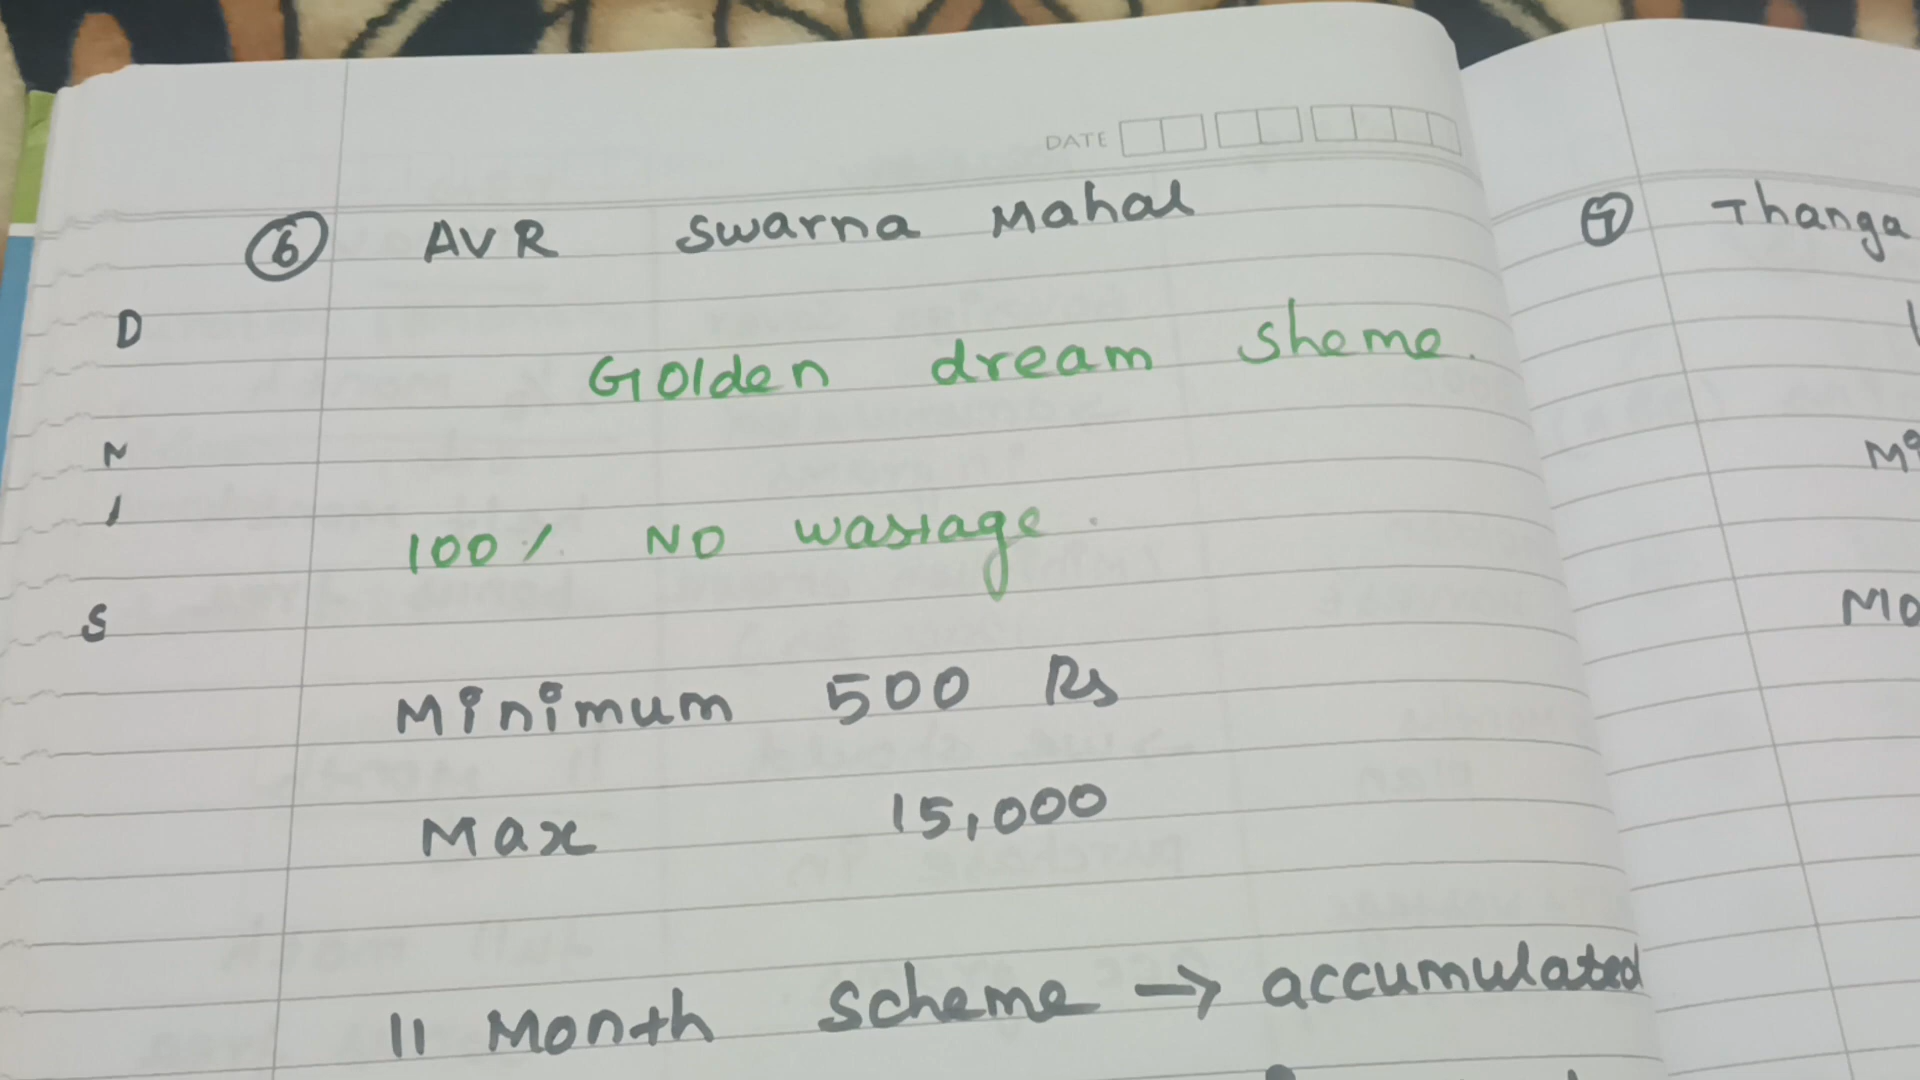 DATE
⑥ AVR Swarna Mahal
D
Golden dream sheme.
N
I
100% NO wastage.
S
Minimum 500 Rs
Max 15,000
11 Month scheme → accumulated
⑦ Thanga